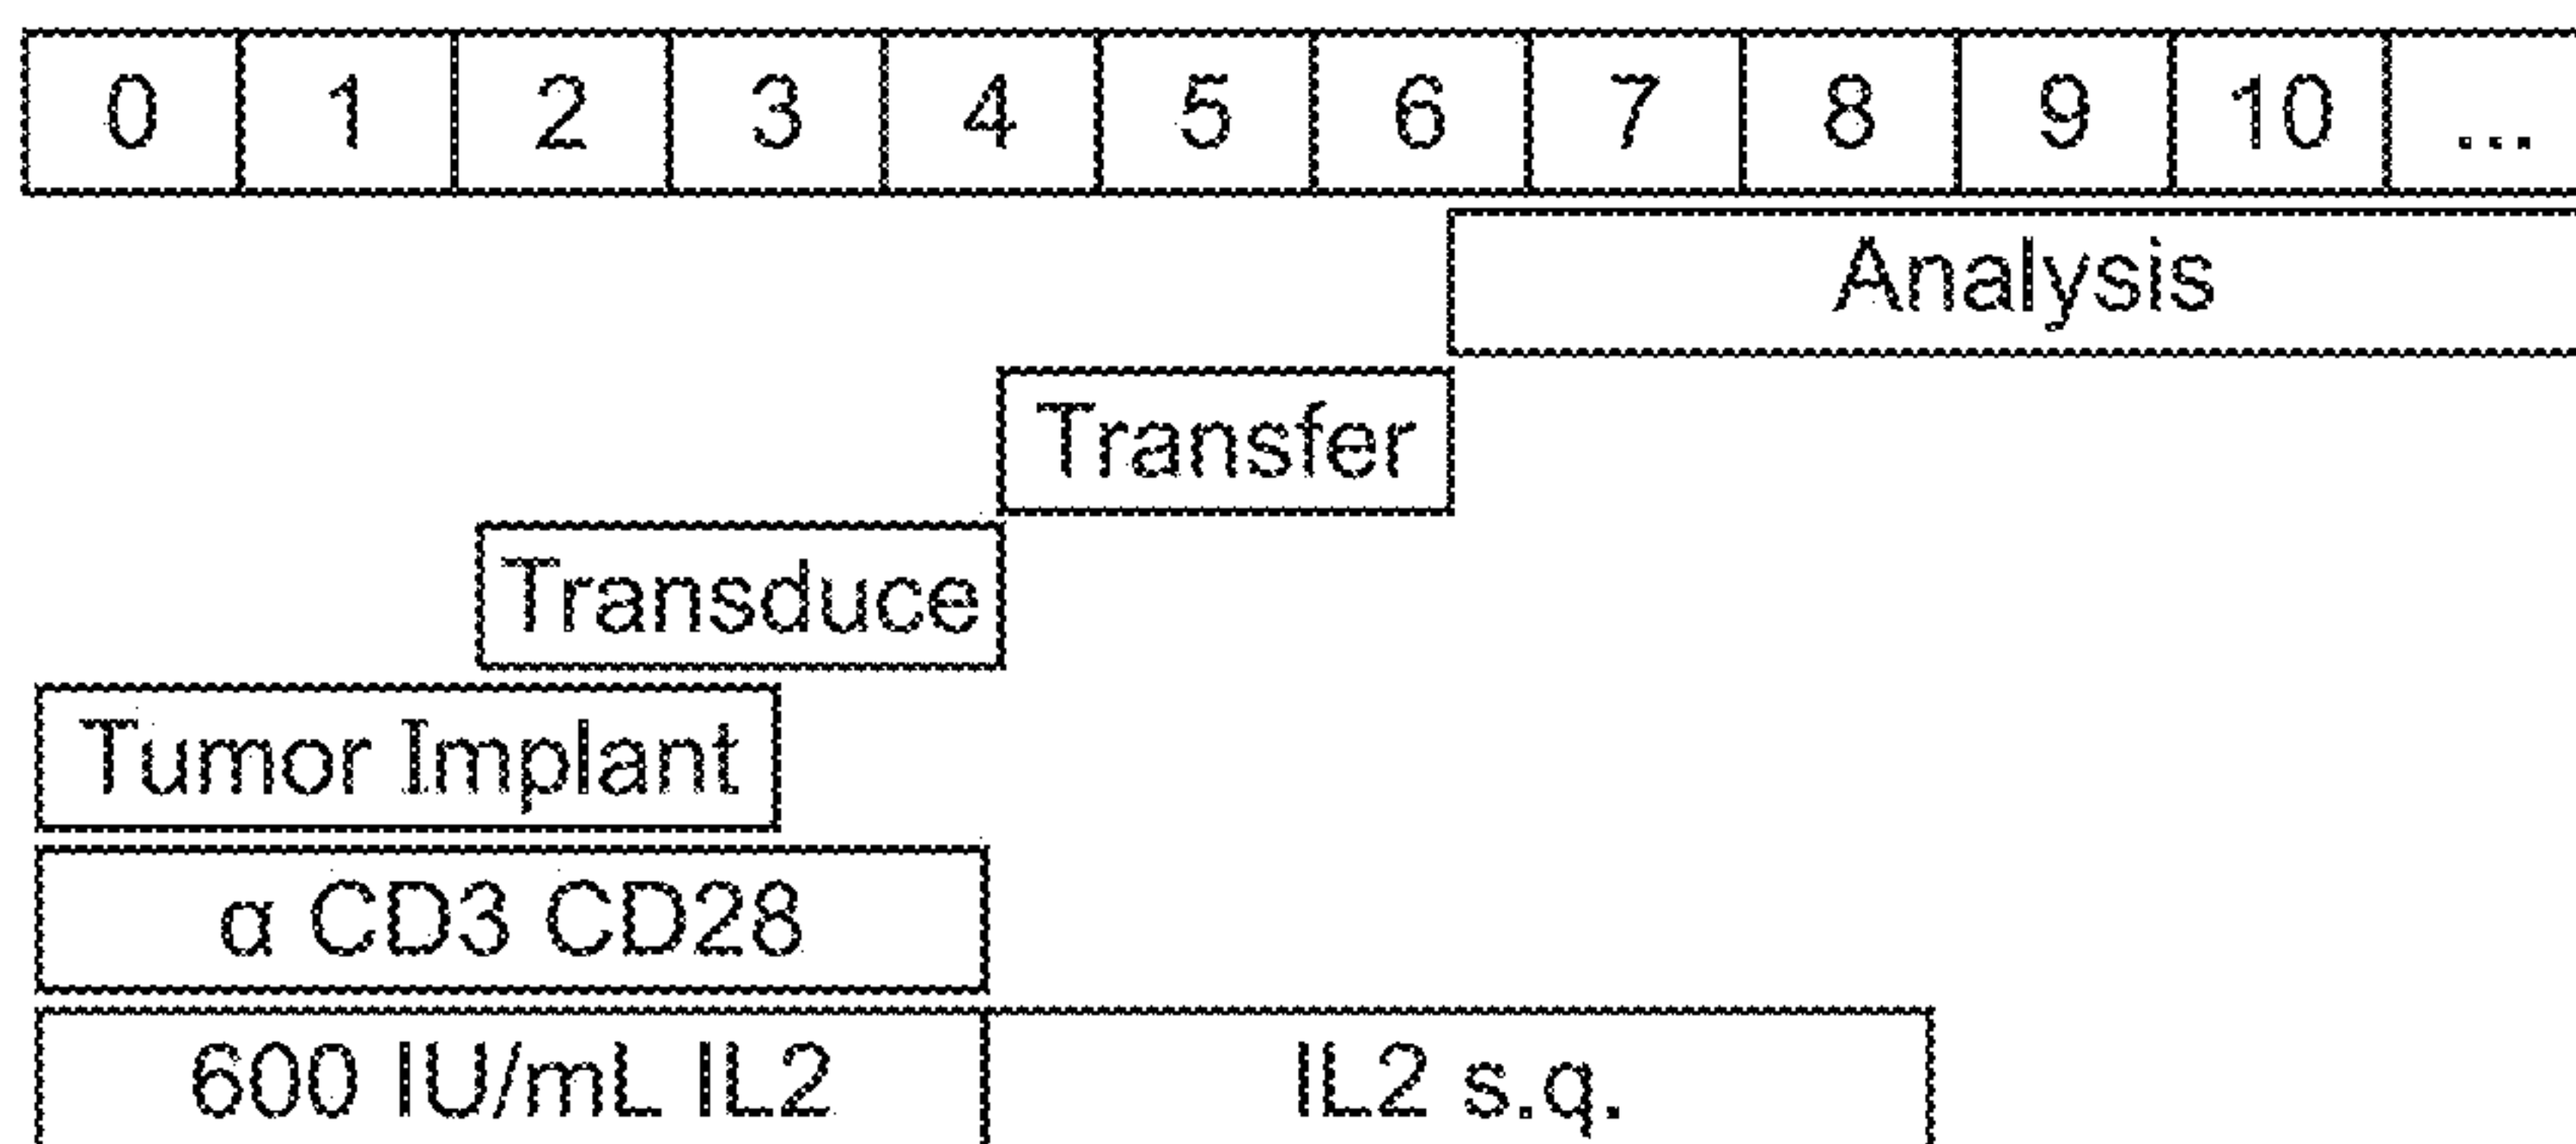 0 1 2 3 4 5 6 7 8 9 10 ...
Analysis
Transfer
Transduce
Tumor Implant
α CD3 CD28
600 IU/mL IL2 IL2 s.q.